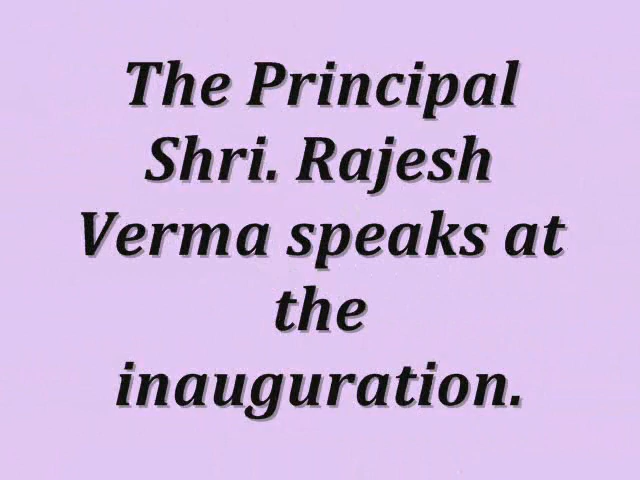 The Principal
Shri. Rajesh
Verma speaks at
the
inauguration.